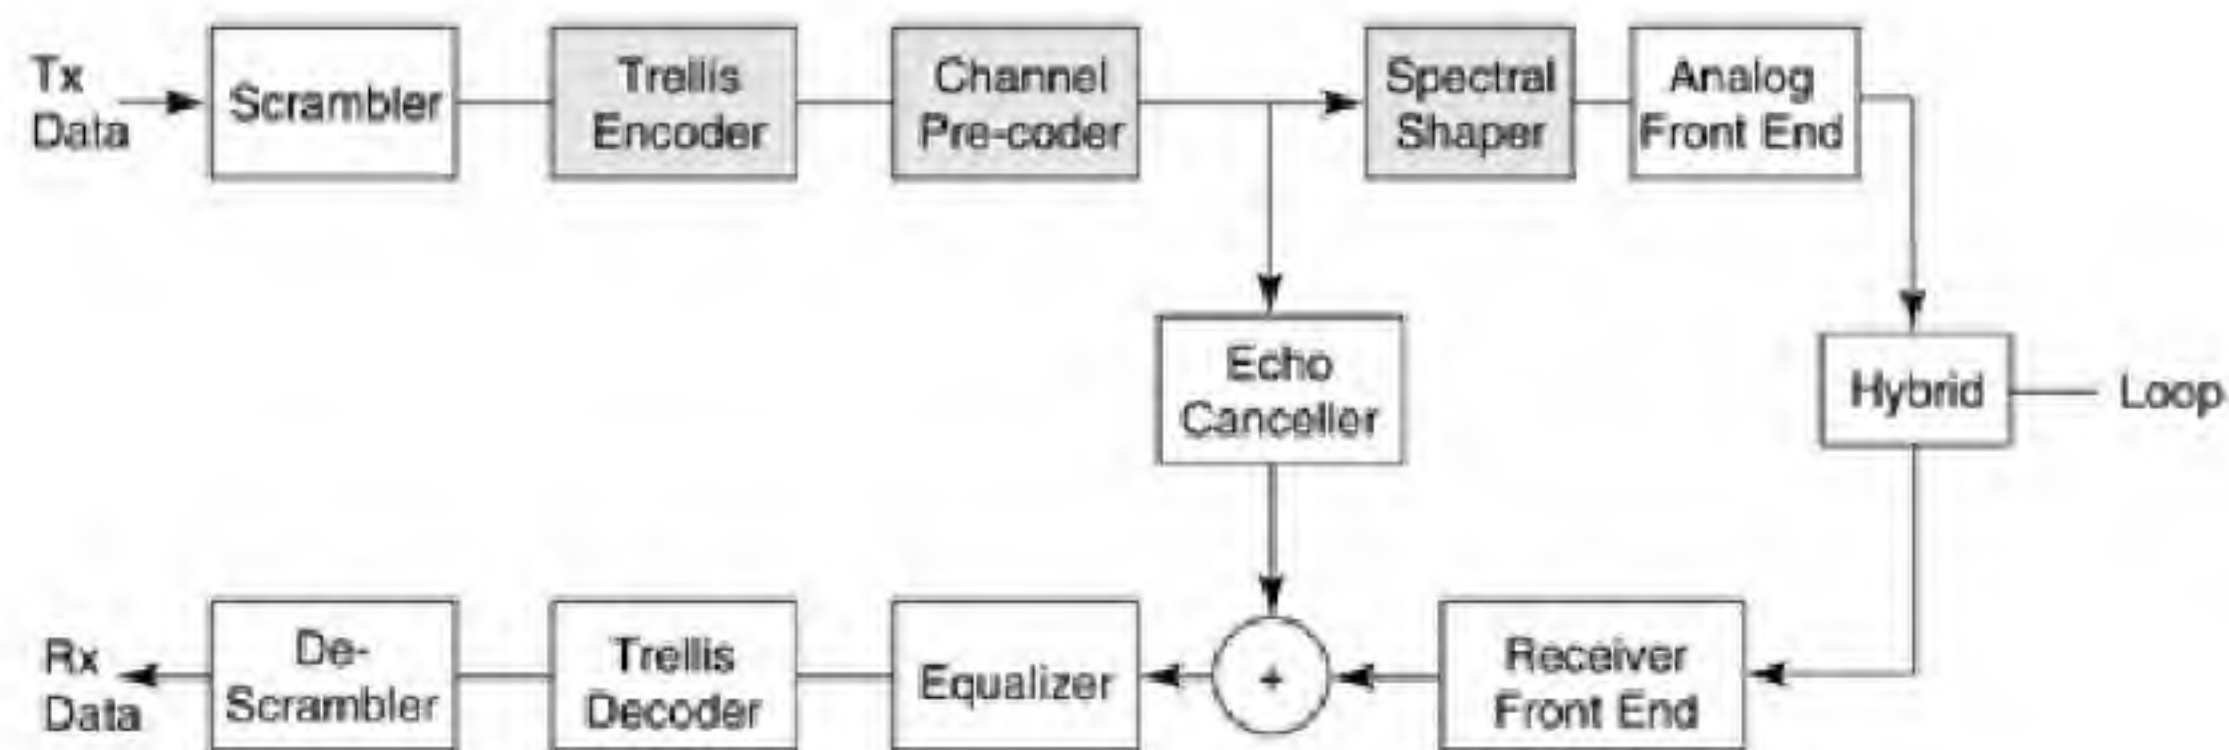 Tx
Data
Scrambler
Trellis
Encoder
Channel
Pre-coder
Spectral
Shaper
Analog
Front End
Echo
Canceller
Hybrid
Loop
Rx
Data
De-
Scrambler
Trellis
Decoder
Equalizer
+
Receiver
Front End